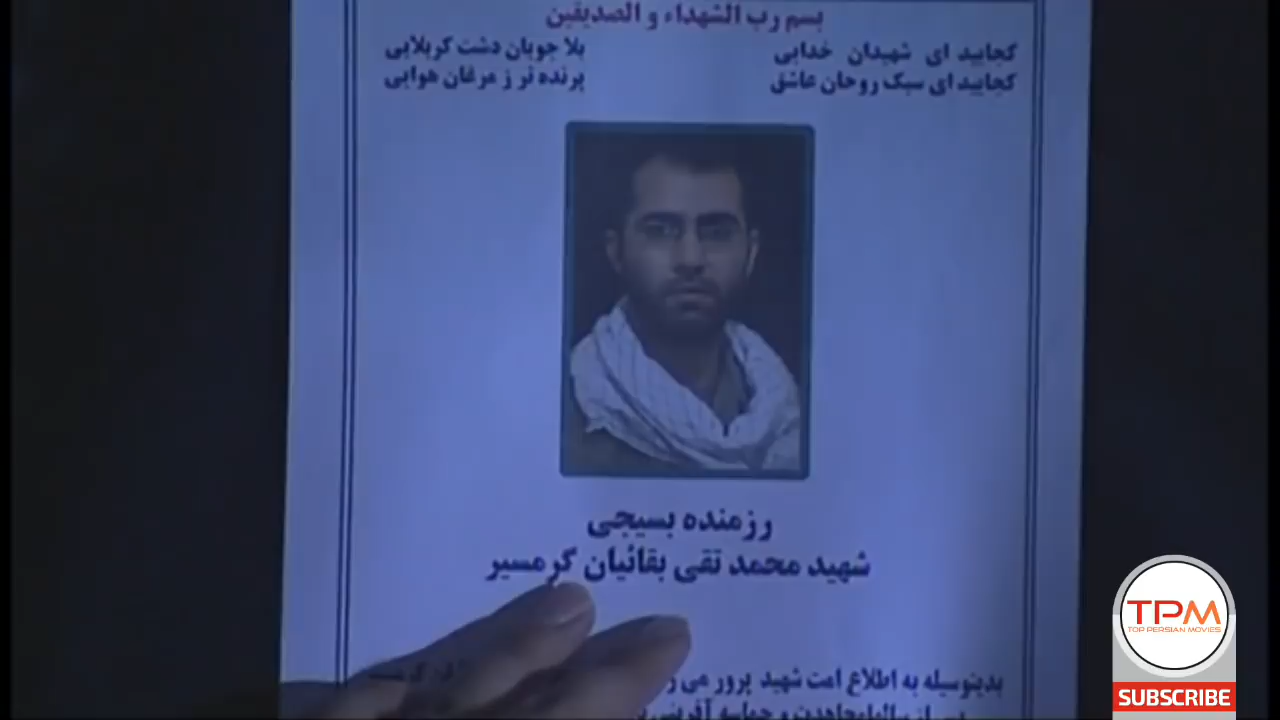 بسم رب الشهداء و الصدیقین
کجایید ای شهیدان خدایی بلا جویان دشت کربلایی
کجایید ای سبک روحان عاشق پرنده تر ز مرغان هوایی
رزمنده بسیجی
شهید محمد تقی بقائیان گرمسیر
بدینوسیله به اطلاع امت شهید پرور می
TPM
TOP PERSIAN MOVIES
SUBSCRIBE